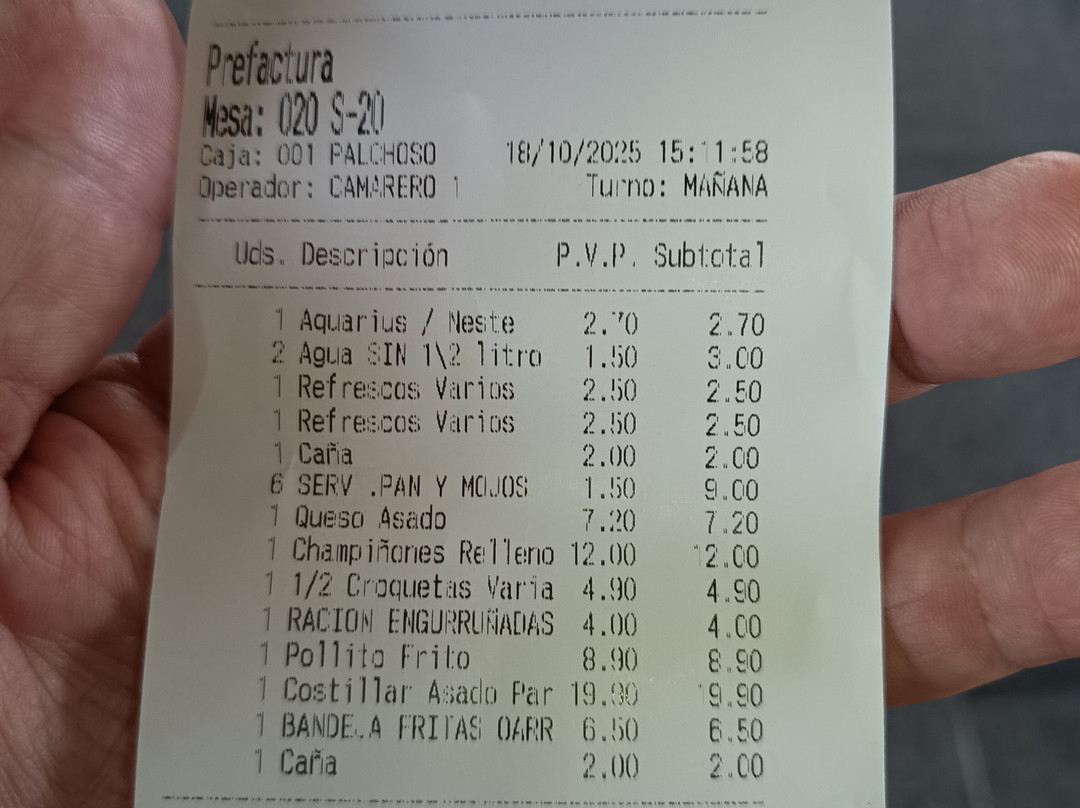 Prefactura
Mesa: 020 S-20
Caja: 001 PALCHOSO 18/10/2025 15:11:58
Operador: CAMARERO 1 Turno: MAÑANA
Uds. Descripción P.V.P. Subtotal
1 Aquarius / Neste 2.70 2.70
2 Agua SIN 1\2 litro 1.50 3.00
1 Refrescos Varios 2.50 2.50
1 Refrescos Varios 2.50 2.50
1 Caña 2.00 2.00
6 SERV .PAN Y MOJOS 1.50 9.00
1 Queso Asado 7.20 7.20
1 Champiñones Relleno 12.00 12.00
1 1/2 Croquetas Varia 4.90 4.90
1 RACION ENGURRUÑADAS 4.00 4.00
1 Pollito Frito 8.90 8.90
1 Costillar Asado Par 19.90 19.90
1 BANDEJA FRITAS 6.50 6.50
1 Caña 2.00 2.00